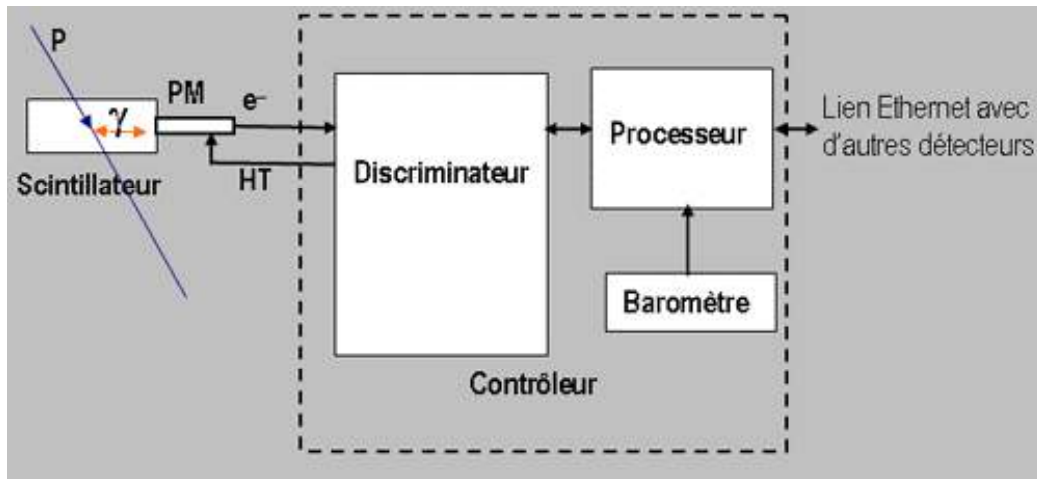 P
γ
PM
e⁻
HT
Scintillateur
Discriminateur
Processeur
Baromètre
Contrôleur
Lien Ethernet avec
d'autres détecteurs